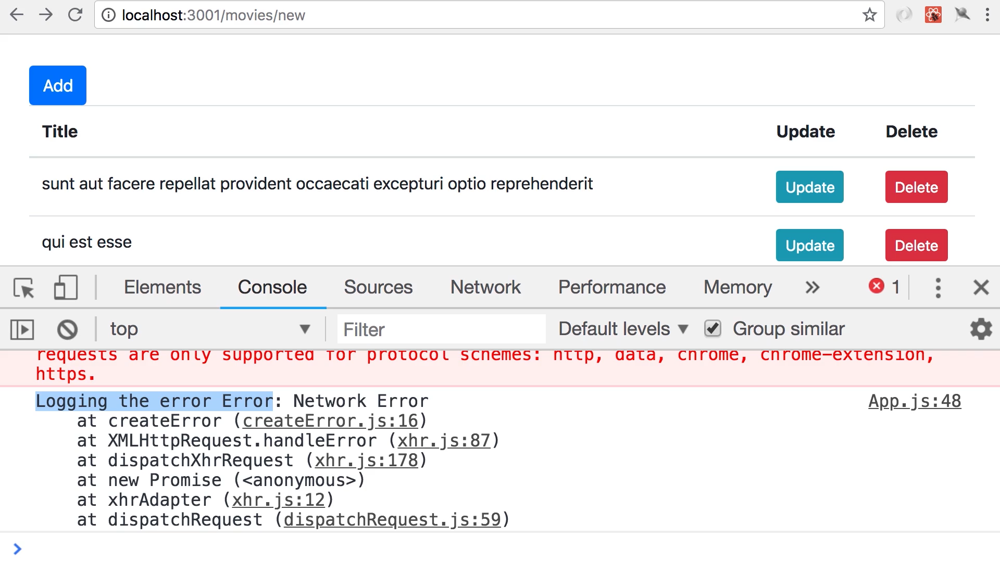 localhost:3001/movies/new
Add
Title Update Delete
sunt aut facere repellat provident occaecati excepturi optio reprehenderit Update Delete
qui est esse Update Delete
Elements Console Sources Network Performance Memory » 1
top Filter Default levels Group similar
requests are only supported for protocol schemes: http, data, chrome, chrome-extension,
https.
Logging the error Error: Network Error App.js:48
at createError (createError.js:16)
at XMLHttpRequest.handleError (xhr.js:87)
at dispatchXhrRequest (xhr.js:178)
at new Promise (<anonymous>)
at xhrAdapter (xhr.js:12)
at dispatchRequest (dispatchRequest.js:59)